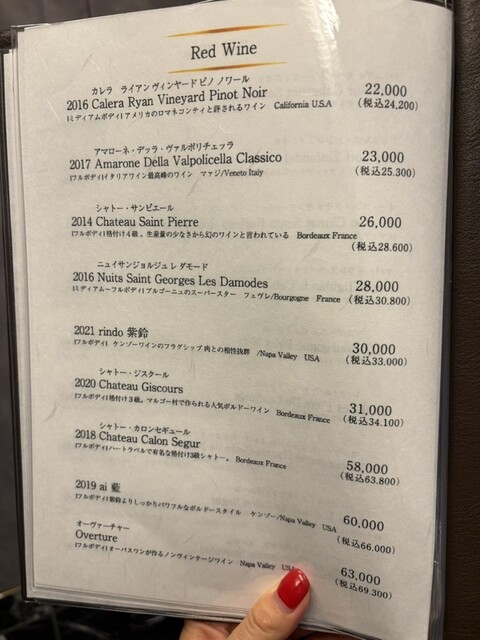 Red Wine
カレラ ライアン ヴィンヤード ピノ ノワール
2016 Calera Ryan Vineyard Pinot Noir 22,000
[ミディアムボディ] アメリカのロマネコンティと評されるワイン California U.S.A (税込24,200)
アマローネ・デッラ・ヴァルポリチェッラ
2017 Amarone Della Valpolicella Classico 23,000
[フルボディ] イタリアワイン最高峰のワイン マァジ/Veneto Italy (税込25.300)
シャトー・サンピエール
2014 Chateau Saint Pierre 26,000
[フルボディ] 格付け4級。生産量の少なさから幻のワインと言われている Bordeaux France (税込28.600)
ニュイサンジョルジュ レ ダモード
2016 Nuits Saint Georges Les Damodes 28,000
[ミディアム～フルボディ] ブルゴーニュのスーパースター フェヴレ/Bourgogne France (税込30.800)
2021 rindo 紫鈴 30,000
[フルボディ] ケンゾーワインのフラグシップ 肉との相性抜群 /Napa Valley USA (税込33.000)
シャトー・ジスクール
2020 Chateau Giscours 31,000
[フルボディ] 格付け3級。マルゴー村で作られる人気ボルドーワイン Bordeaux France (税込34.100)
シャトー・カロンセギュール
2018 Chateau Calon Segur 58,000
[フルボディ] ハートラベルで有名な格付け3級シャトー。 Bordeaux France (税込63.800)
2019 ai 藍 60.000
[フルボディ] 紫鈴よりしっかりパワフルなボルドースタイル ケンゾー/Napa Valley USA (税込66.000)
オーヴァーチャー
Overture 63,000
[フルボディ] オーパスワンが作るノンヴィンテージワイン Napa Valley USA (税込69.300)